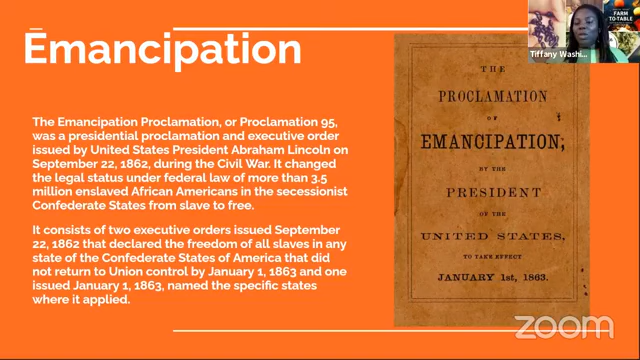 Emancipation
The Emancipation Proclamation, or Proclamation 95,
was a presidential proclamation and executive order
issued by United States President Abraham Lincoln on
September 22, 1862, during the Civil War. It changed
the legal status under federal law of more than 3.5
million enslaved African Americans in the secessionist
Confederate States from slave to free.
It consists of two executive orders issued September
22, 1862 that declared the freedom of all slaves in any
state of the Confederate States of America that did
not return to Union control by January 1, 1863 and one
issued January 1, 1863, named the specific states
where it applied.
THE
PROCLAMATION
OF
EMANCIPATION;
BY THE
PRESIDENT
OF THE
UNITED STATES,
TO TAKE EFFECT
JANUARY 1st, 1863.
FARM
TO-TABLE
Tiffany Washi...
zoom